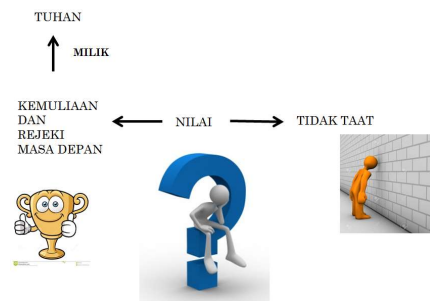 TUHAN
MILIK
KEMULIAAN
DAN
REJEKI
MASA DEPAN
NILAI
TIDAK TAAT